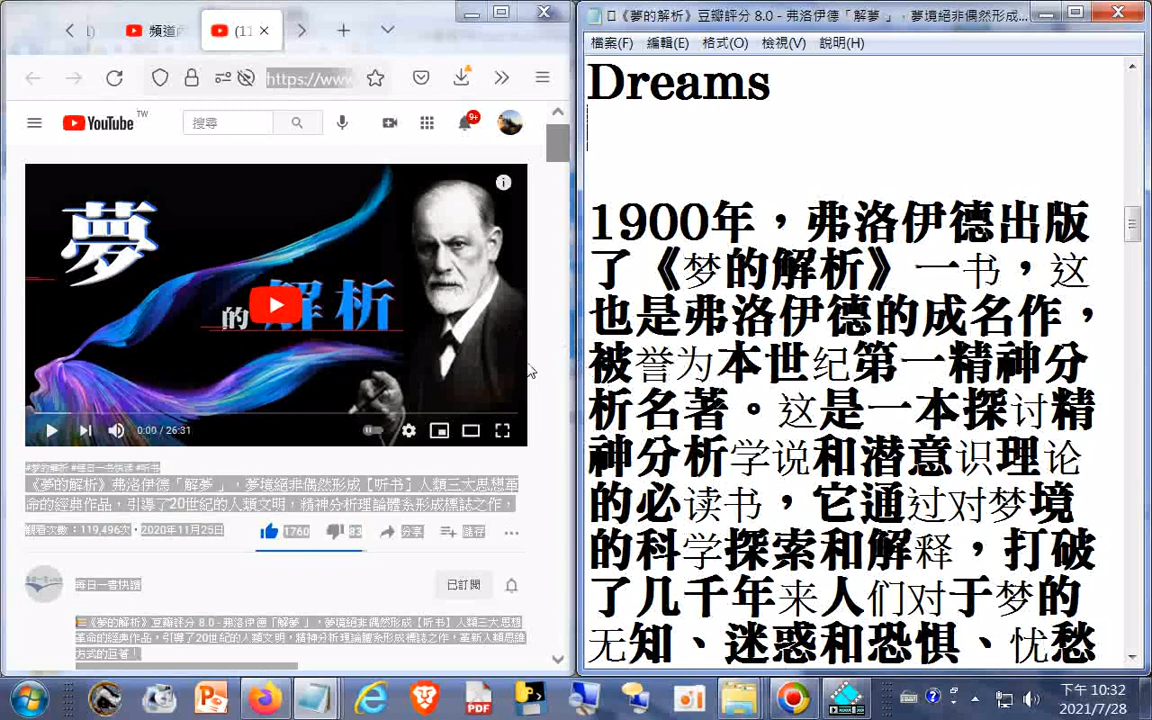 頻道
(11
https://www
YouTube TW
搜尋
9+
夢
的解析
0:00 / 26:31
#夢的解析 #每日一书快读 #听书
《夢的解析》弗洛伊德「解夢 」，夢境絕非偶然形成【听书】人類三大思想革
命的經典作品，引導了20世紀的人類文明，精神分析理論體系形成標誌之作，
觀看次數：119,496次 • 2020年11月25日
1760
83
分享
儲存
每日一書快讀
已訂閱
《夢的解析》豆瓣評分 8.0 - 弗洛伊德「解夢 」，夢境絕非偶然形成【听书】人類三大思想
革命的經典作品，引導了20世紀的人類文明，精神分析理論體系形成標誌之作，革新人類思維
方式的巨著！
《夢的解析》豆瓣評分 8.0 - 弗洛伊德「解夢 」，夢境絕非偶然形成...
檔案(F) 編輯(E) 格式(O) 檢視(V) 說明(H)
Dreams
1900年，弗洛伊德出版
了《梦的解析》一书，这
也是弗洛伊德的成名作，
被誉为本世纪第一精神分
析名著。这是一本探讨精
神分析学说和潜意识理论
的必读书，它通过对梦境
的科学探索和解释，打破
了几千年来人们对于梦的
无知、迷惑和恐惧、忧愁
PDF
下午 10:32
2021/7/28